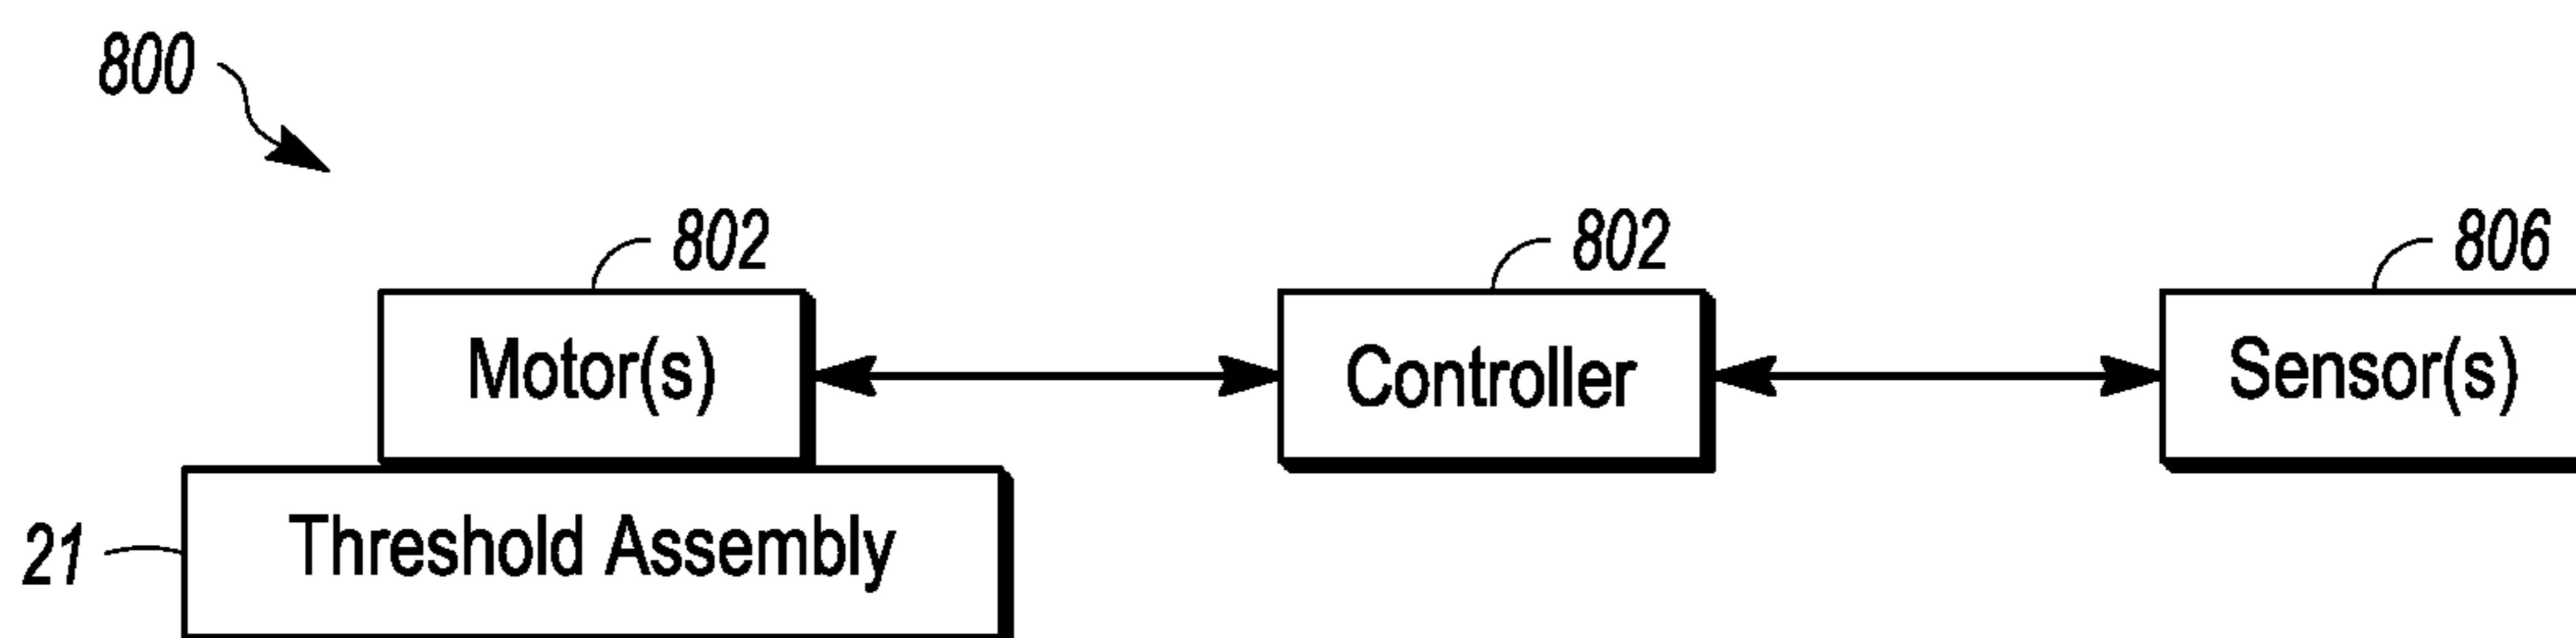 800
802
802
806
Motor(s)
Controller
Sensor(s)
21
Threshold Assembly